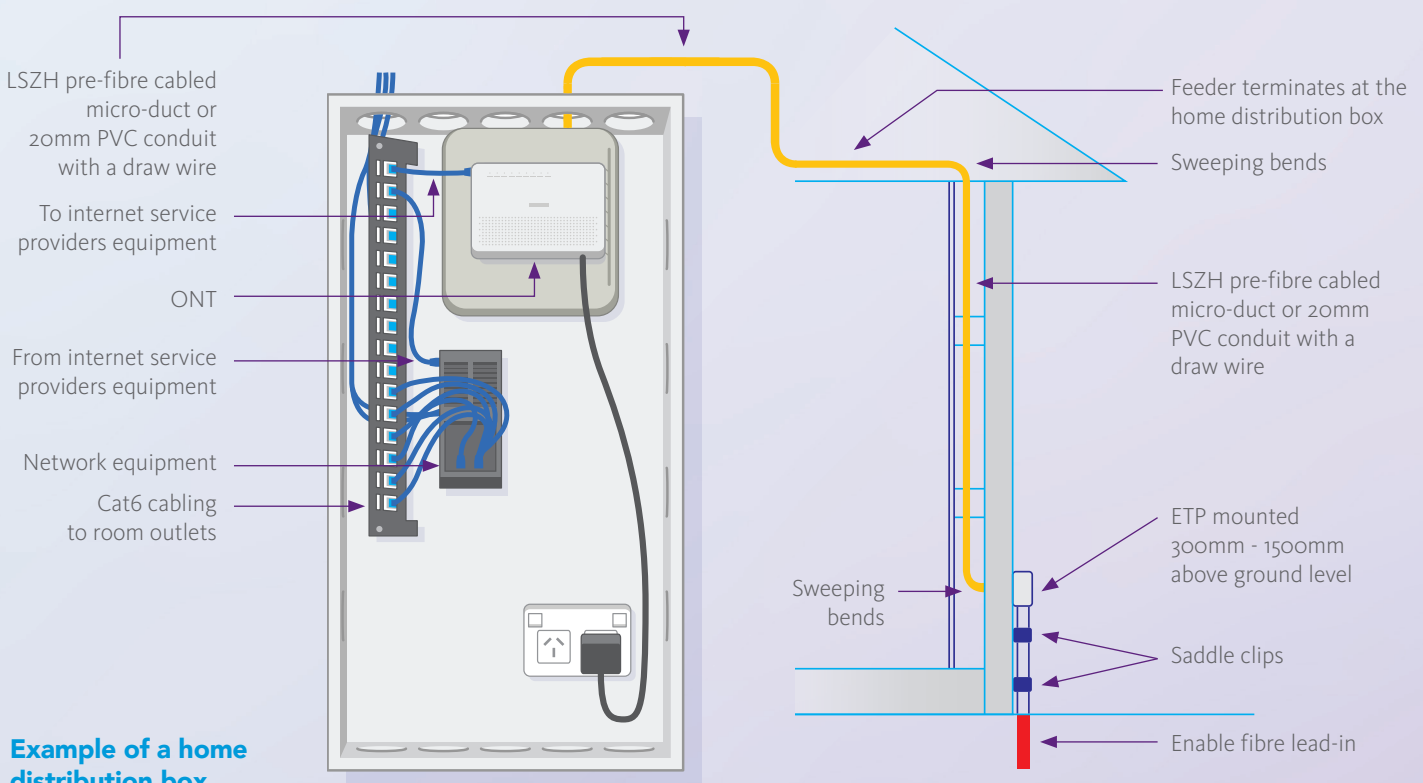 LSZH pre-fibre cabled
micro-duct or
20mm PVC conduit
with a draw wire
To internet service
providers equipment
ONT
From internet service
providers equipment
Network equipment
Cat6 cabling
to room outlets
Example of a home
distribution box
Feeder terminates at the
home distribution box
Sweeping bends
LSZH pre-fibre cabled
micro-duct or 20mm
PVC conduit with a
draw wire
ETP mounted
300mm - 1500mm
above ground level
Sweeping
bends
Saddle clips
Enable fibre lead-in